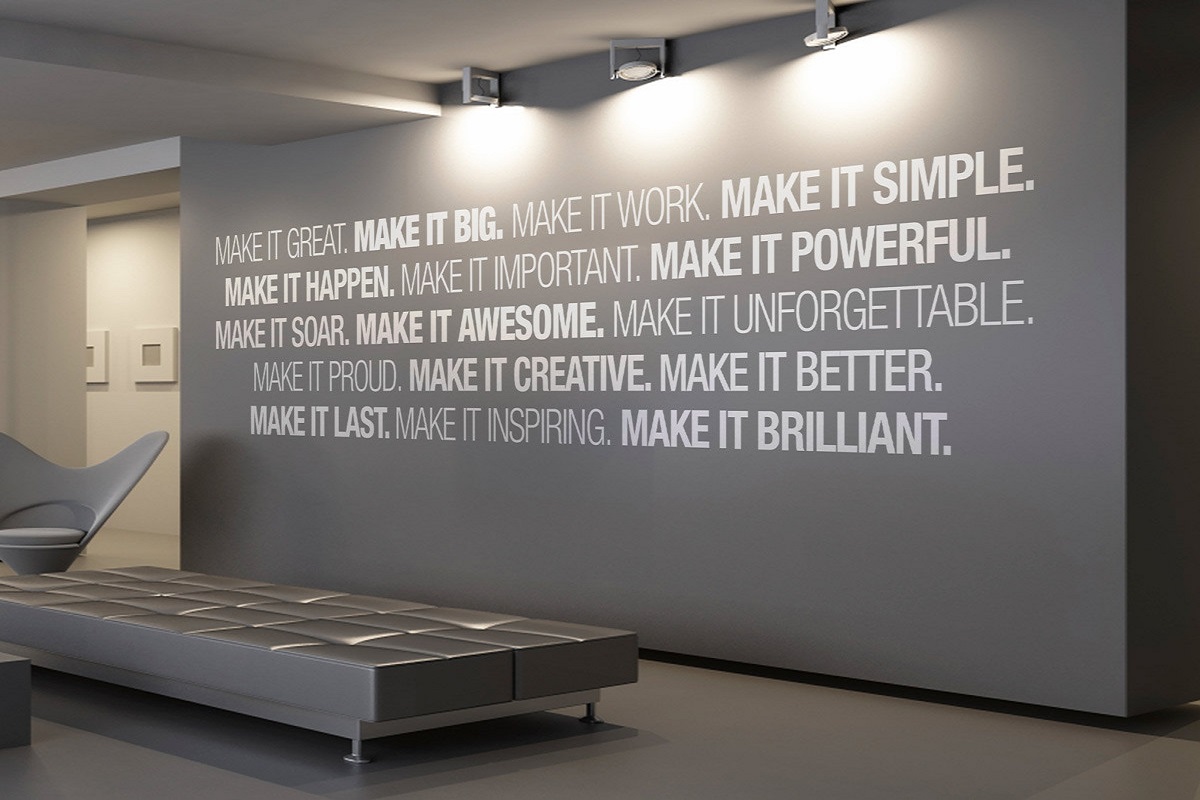 MAKE IT GREAT. MAKE IT BIG. MAKE IT WORK. MAKE IT SIMPLE.
MAKE IT HAPPEN. MAKE IT IMPORTANT. MAKE IT POWERFUL.
MAKE IT SOAR. MAKE IT AWESOME. MAKE IT UNFORGETTABLE.
MAKE IT PROUD. MAKE IT CREATIVE. MAKE IT BETTER.
MAKE IT LAST. MAKE IT INSPIRING. MAKE IT BRILLIANT.